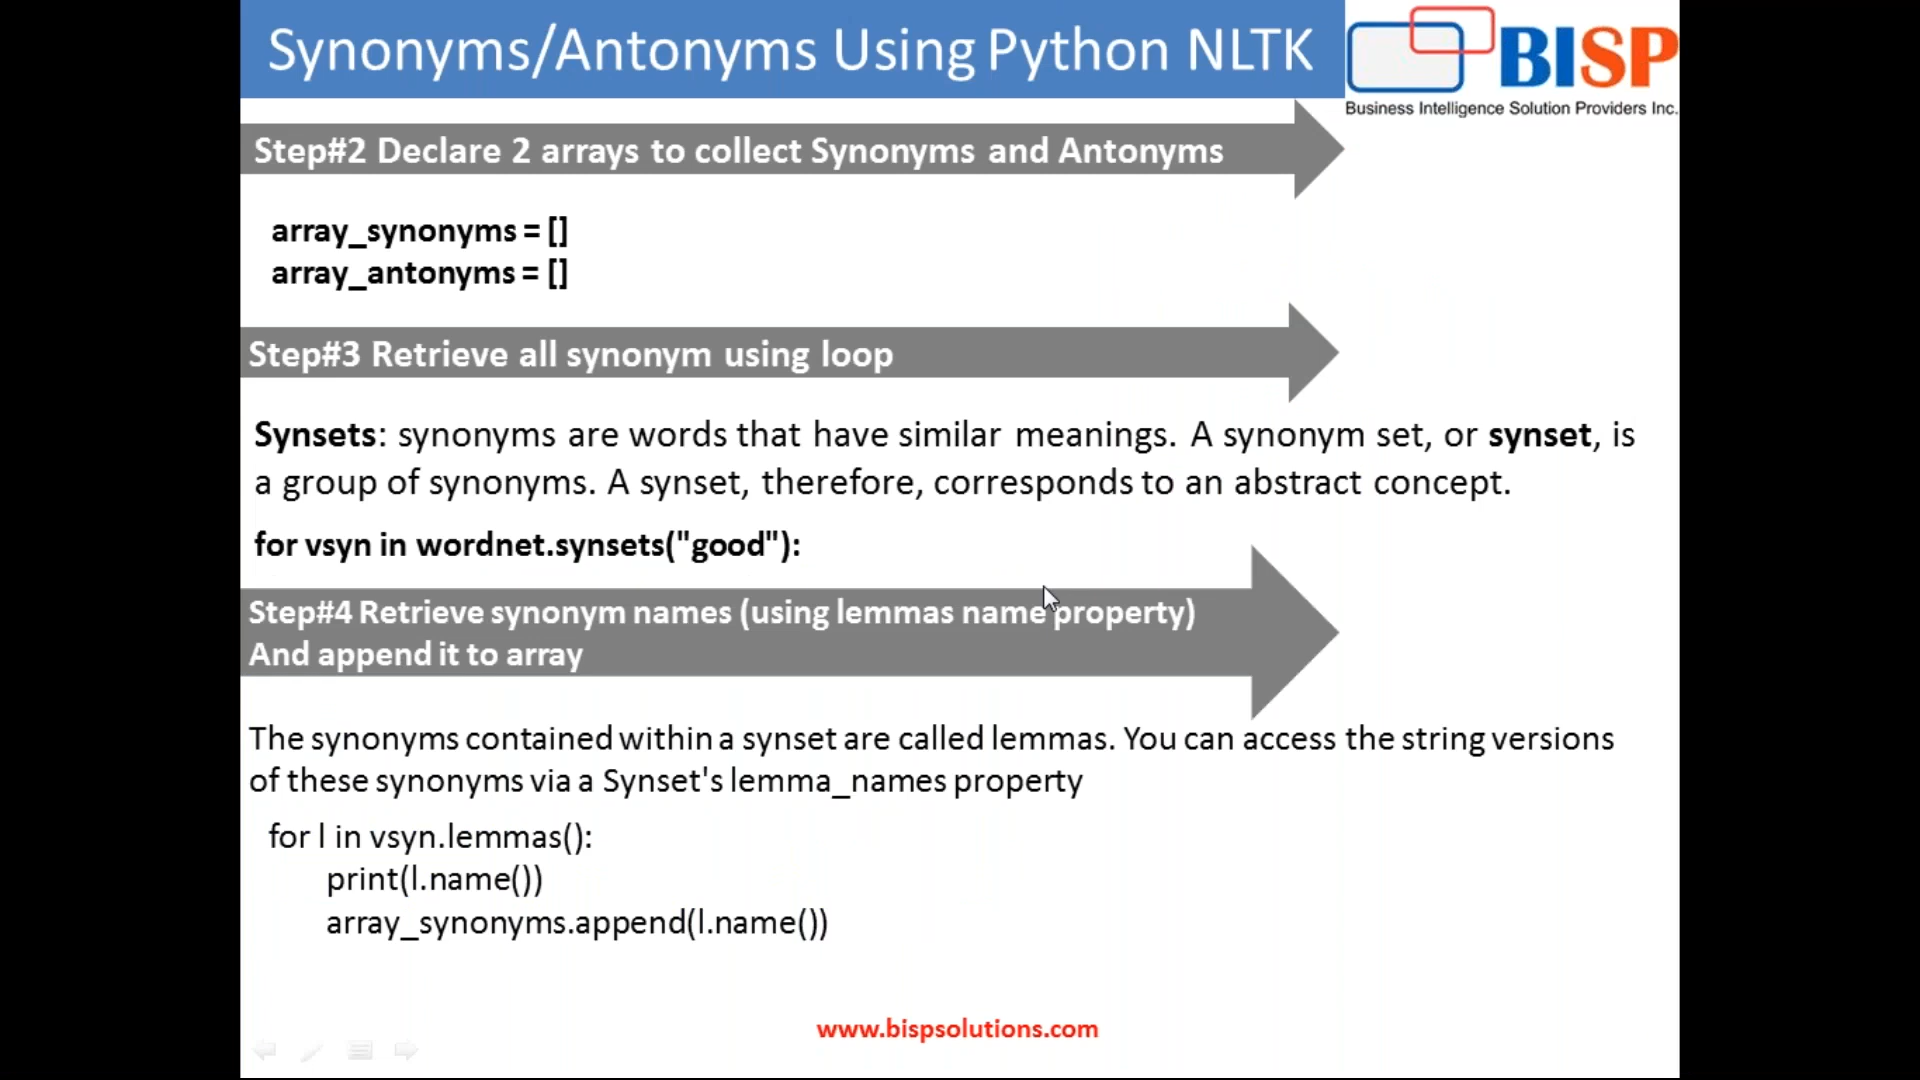 Synonyms/Antonyms Using Python NLTK
BISP
Business Intelligence Solution Providers Inc.
Step#2 Declare 2 arrays to collect Synonyms and Antonyms
array_synonyms = []
array_antonyms = []
Step#3 Retrieve all synonym using loop
Synsets: synonyms are words that have similar meanings. A synonym set, or synset, is
a group of synonyms. A synset, therefore, corresponds to an abstract concept.
for vsyn in wordnet.synsets("good"):
Step#4 Retrieve synonym names (using lemmas name property)
And append it to array
The synonyms contained within a synset are called lemmas. You can access the string versions
of these synonyms via a Synset's lemma_names property
for l in vsyn.lemmas():
print(l.name())
array_synonyms.append(l.name())
www.bispsolutions.com